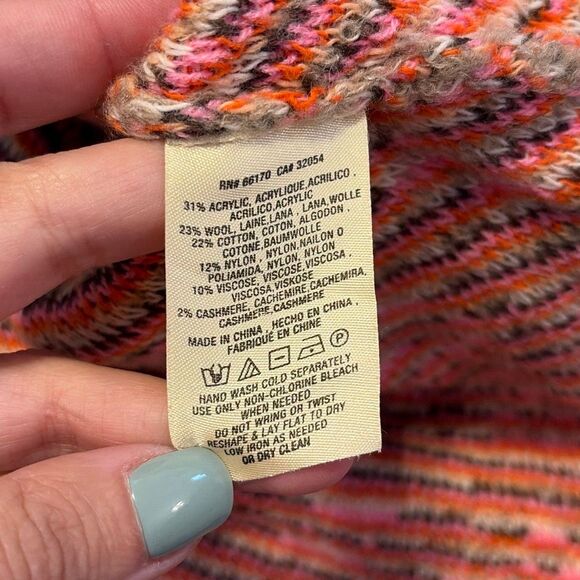 RN# 66170 CA# 32054
31% ACRYLIC, ACRYLIQUE,ACRILICO,
ACRILICO,ACRYLIC
23% WOOL, LAINE,LANA , LANA,WOLLE
22% COTTON, COTON, ALGODON,
COTONE,BAUMWOLLE
12% NYLON , NYLON,NAILON O
POLIAMIDA, NYLON, NYLON
10% VISCOSE, VISCOSE,VISCOSA ,
VISCOSA,VISKOSE
2% CASHMERE, CACHEMIRE,CACHEMIRA,
CASHMERE,CASHMERE
MADE IN CHINA , HECHO EN CHINA ,
FABRIQUÉ EN CHINE
P
HAND WASH COLD SEPARATELY
USE ONLY NON-CHLORINE BLEACH
WHEN NEEDED
DO NOT WRING OR TWIST
RESHAPE & LAY FLAT TO DRY
LOW IRON AS NEEDED
OR DRY CLEAN